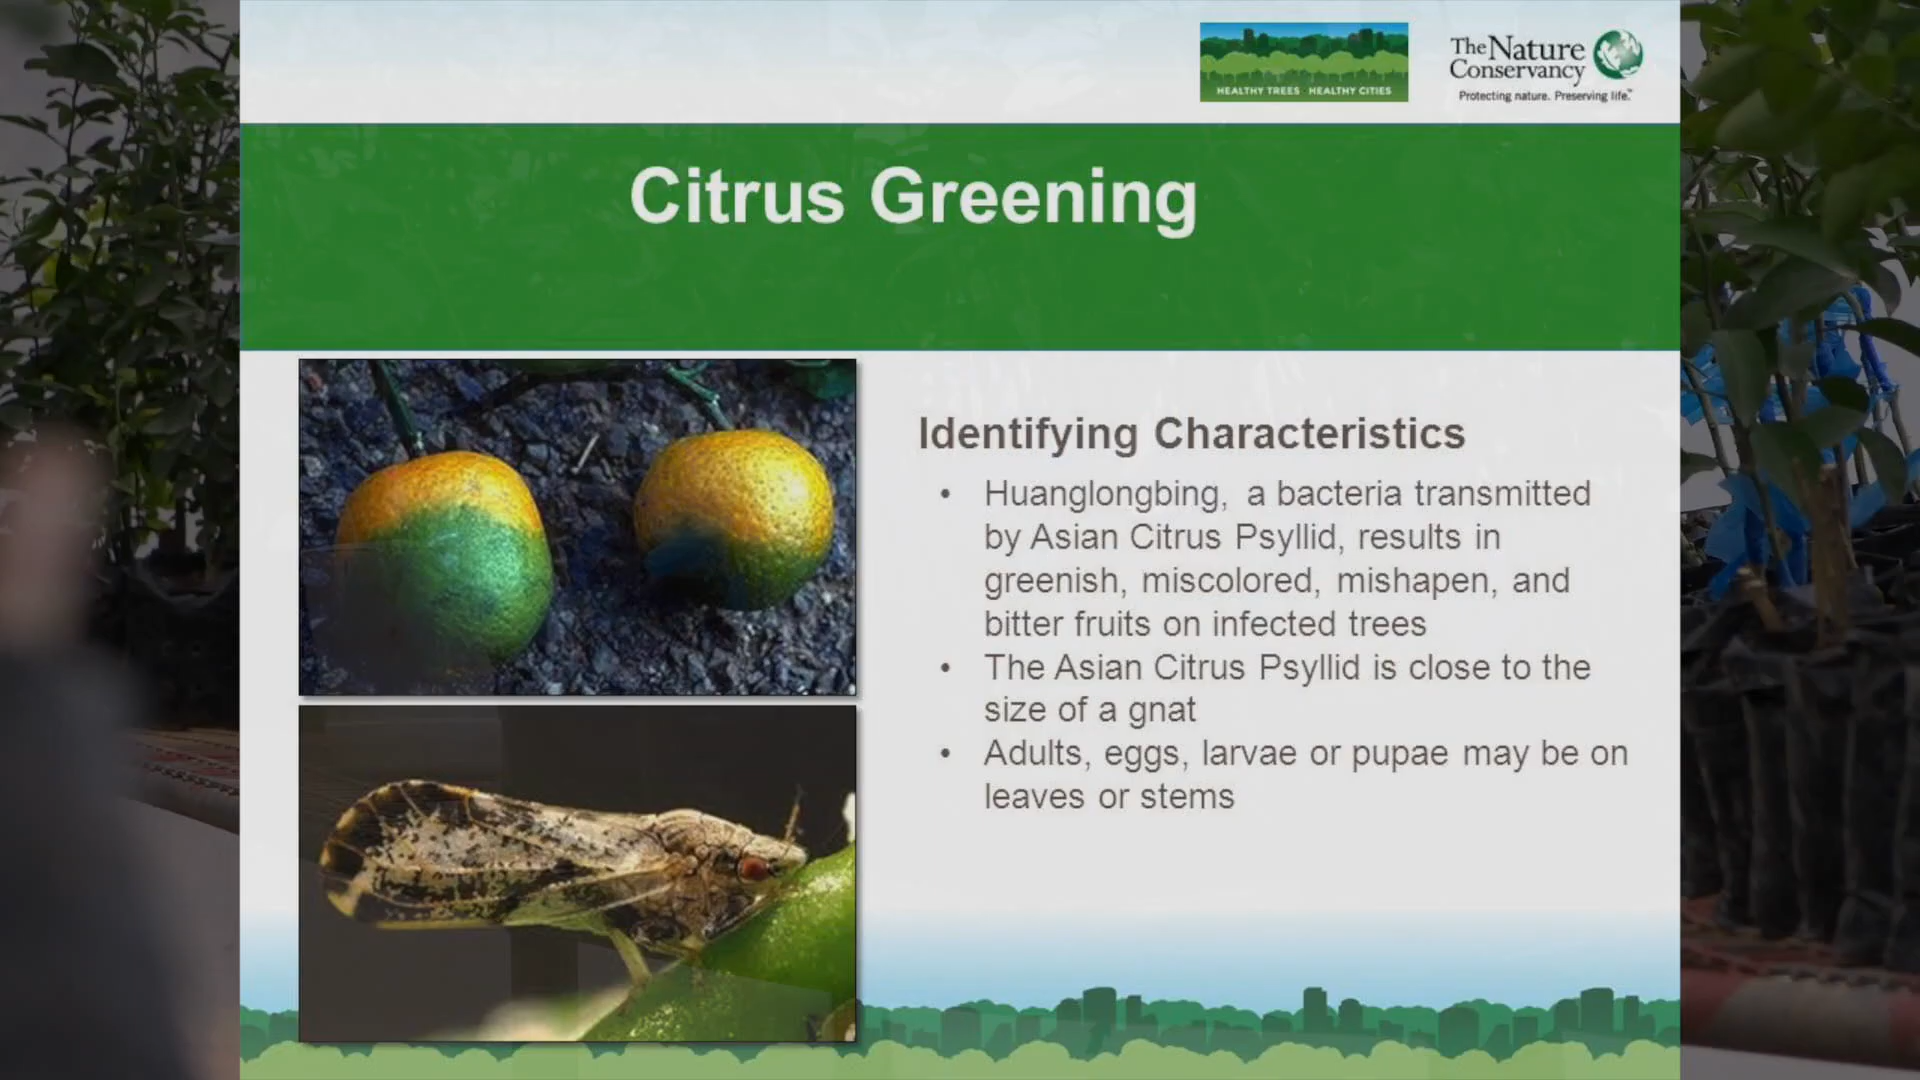 HEALTHY TREES HEALTHY CITIES
The Nature
Conservancy
Protecting nature. Preserving life.™
Citrus Greening
Identifying Characteristics
• Huanglongbing, a bacteria transmitted
by Asian Citrus Psyllid, results in
greenish, miscolored, mishapen, and
bitter fruits on infected trees
• The Asian Citrus Psyllid is close to the
size of a gnat
• Adults, eggs, larvae or pupae may be on
leaves or stems